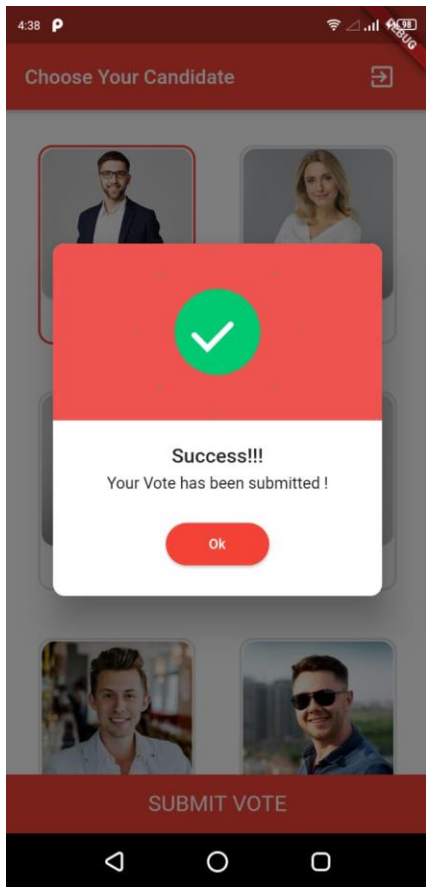 4:38
98
DEBUG
Choose Your Candidate
Success!!!
Your Vote has been submitted !
Ok
SUBMIT VOTE